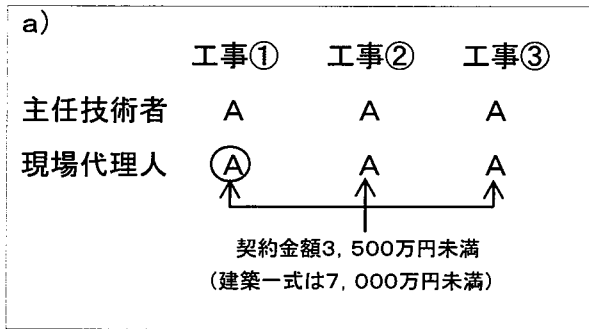 a)
工事① 工事② 工事③
主任技術者 A A A
現場代理人 A A A
契約金額3,500万円未満
(建築一式は7,000万円未満)